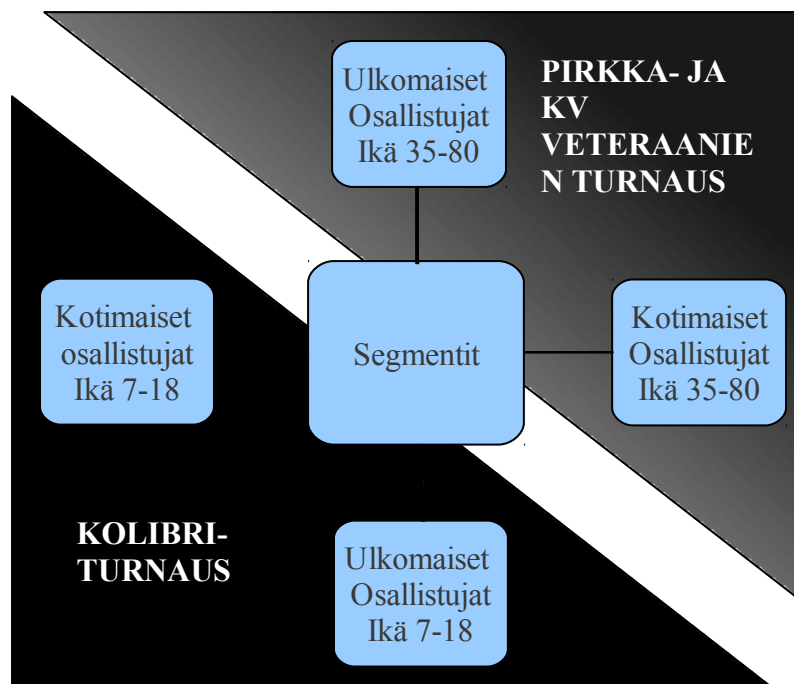 Ulkomaiset
Osallistujat
Ikä 35-80
PIRKKA- JA
KV
VETERAANIE
N TURNAUS
Kotimaiset
osallistujat
Ikä 7-18
Segmentit
Kotimaiset
Osallistujat
Ikä 35-80
KOLIBRI-
TURNAUS
Ulkomaiset
Osallistujat
Ikä 7-18